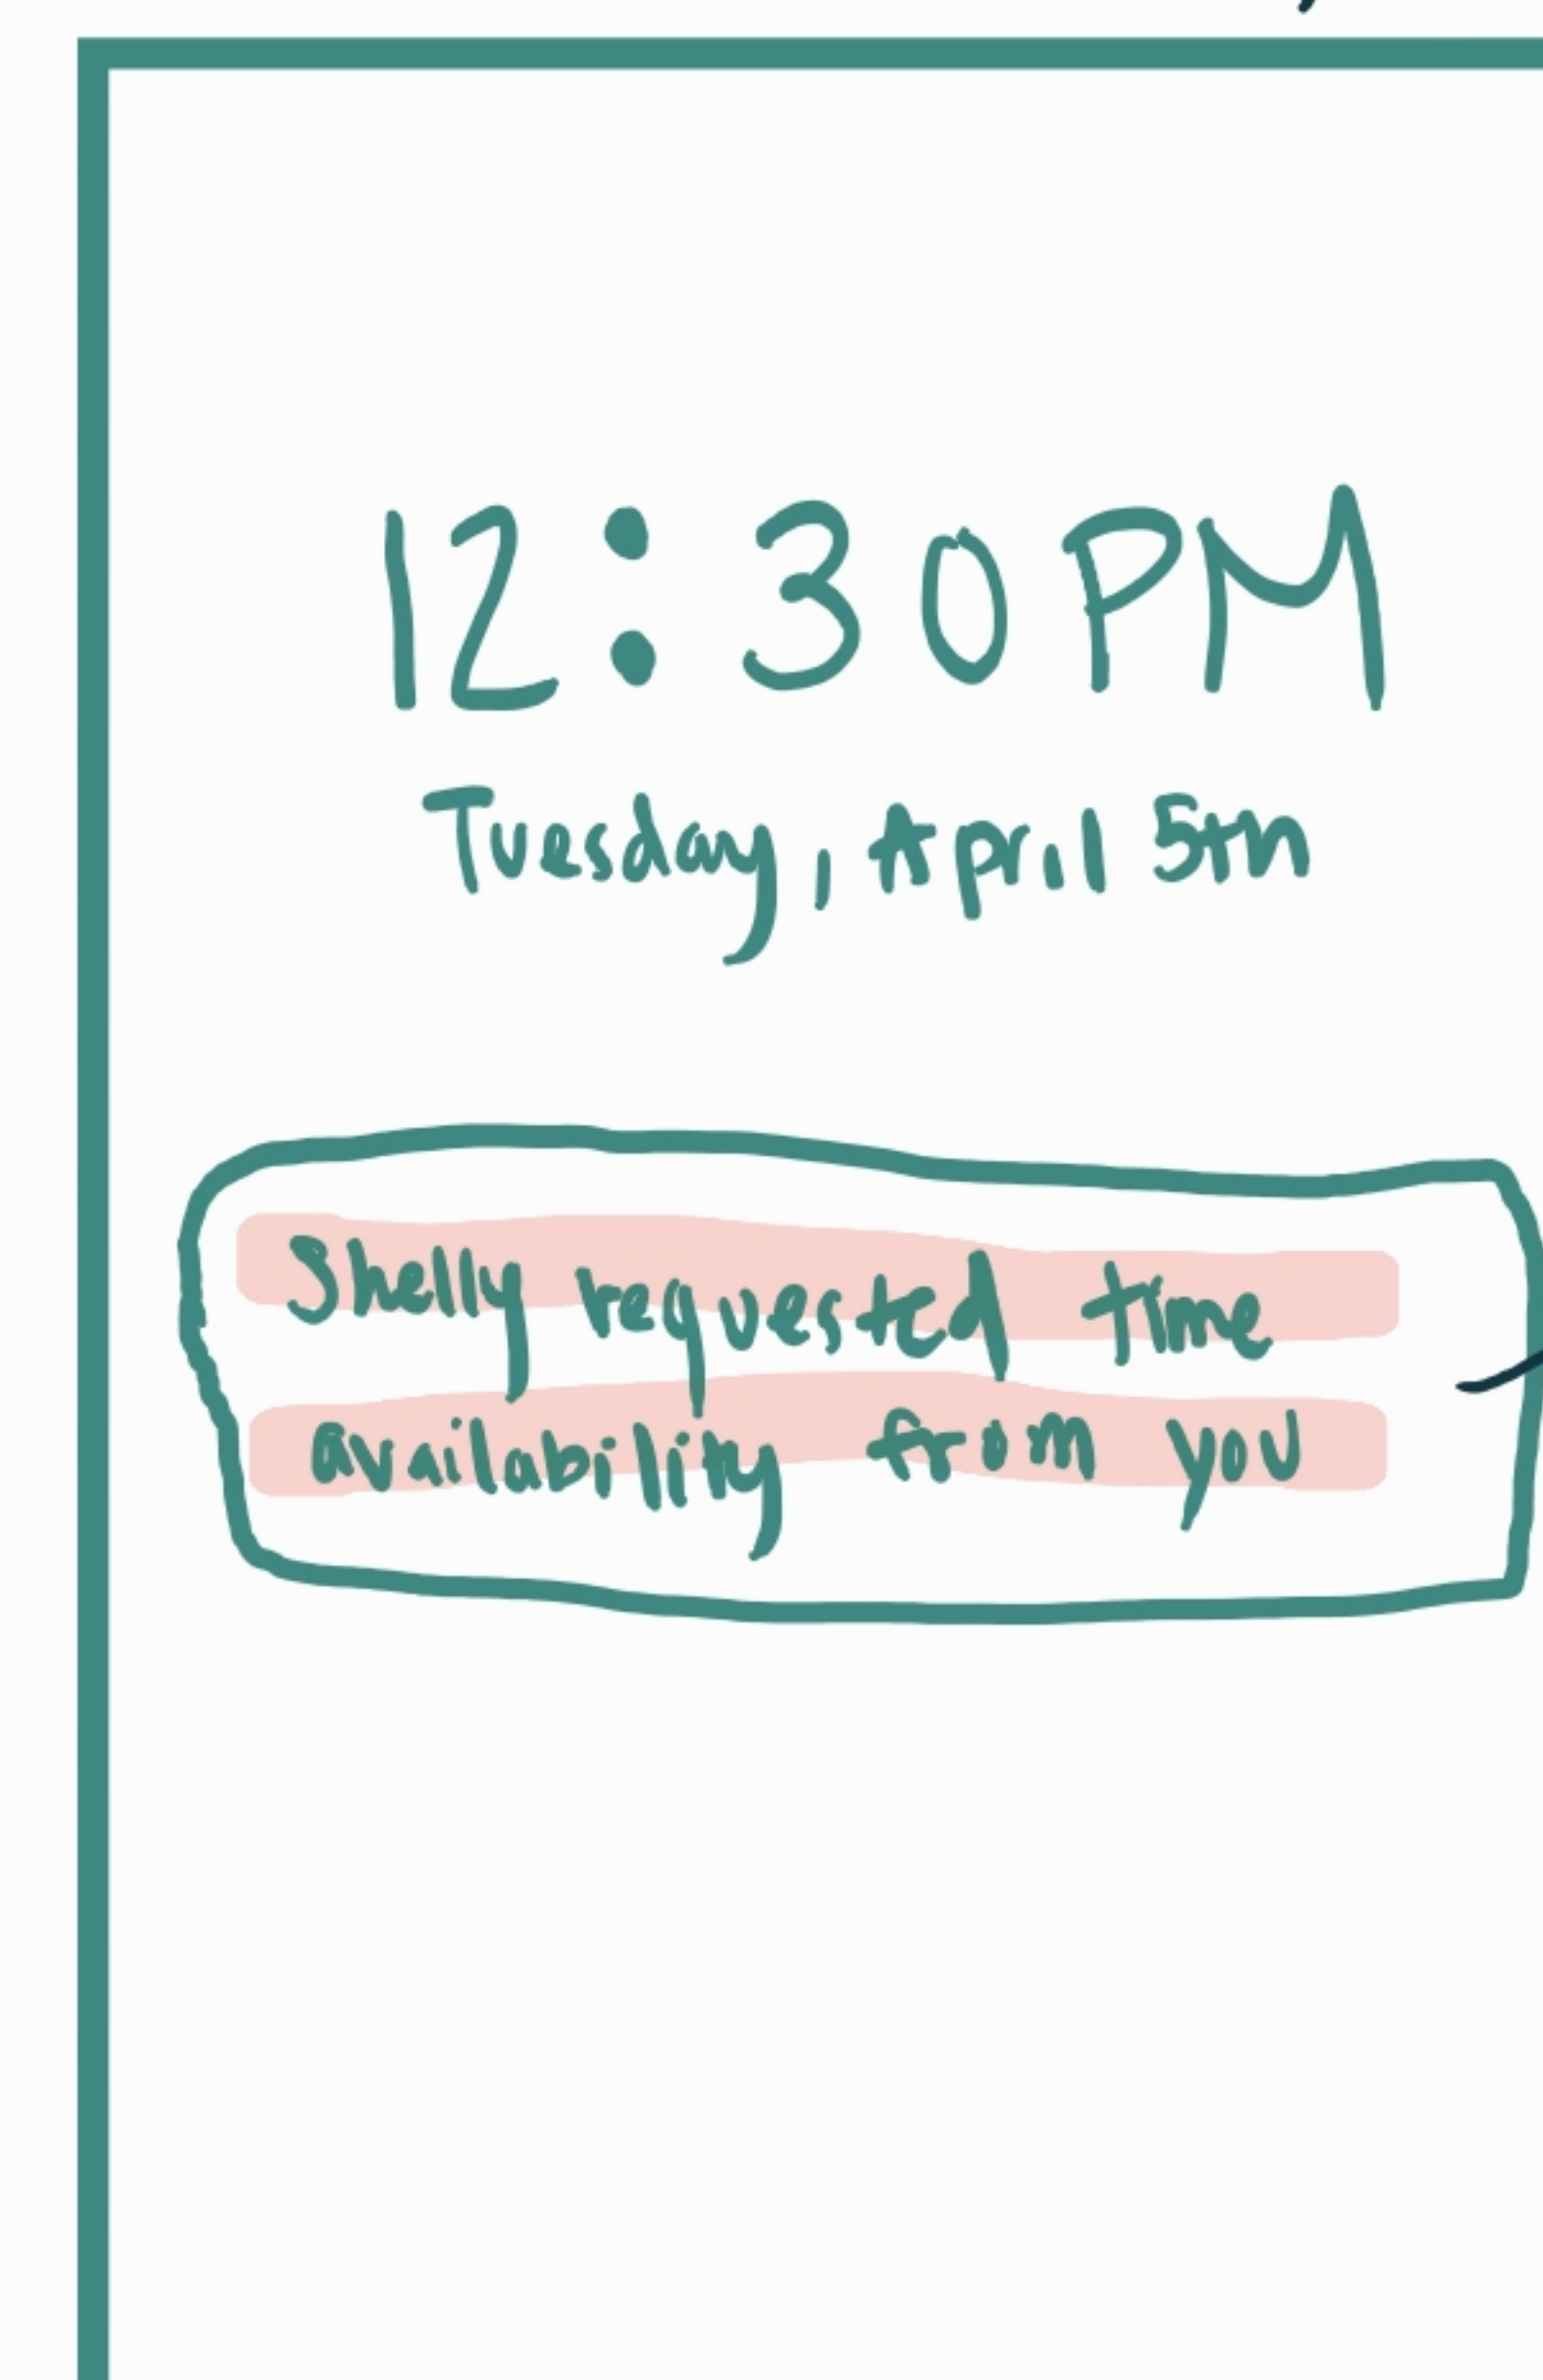 12:30PM
Tuesday, April 5th
Shelly requested time
availability from you